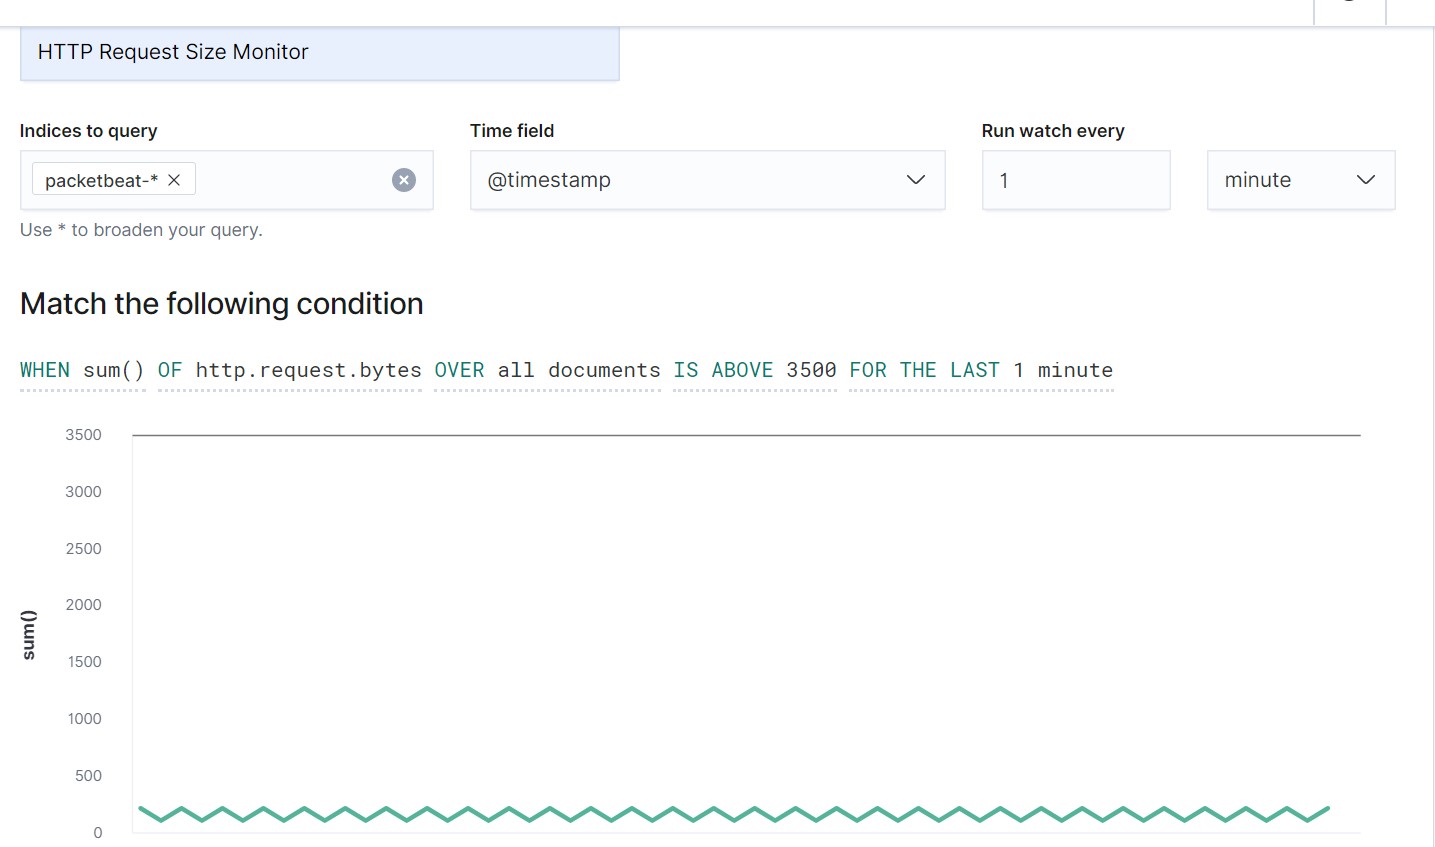 HTTP Request Size Monitor
Indices to query
Time field
Run watch every
packetbeat-*
@timestamp
1
minute
Use * to broaden your query.
Match the following condition
WHEN sum() OF http.request.bytes OVER all documents IS ABOVE 3500 FOR THE LAST 1 minute
3500
3000
2500
2000
1500
1000
500
0
sum()